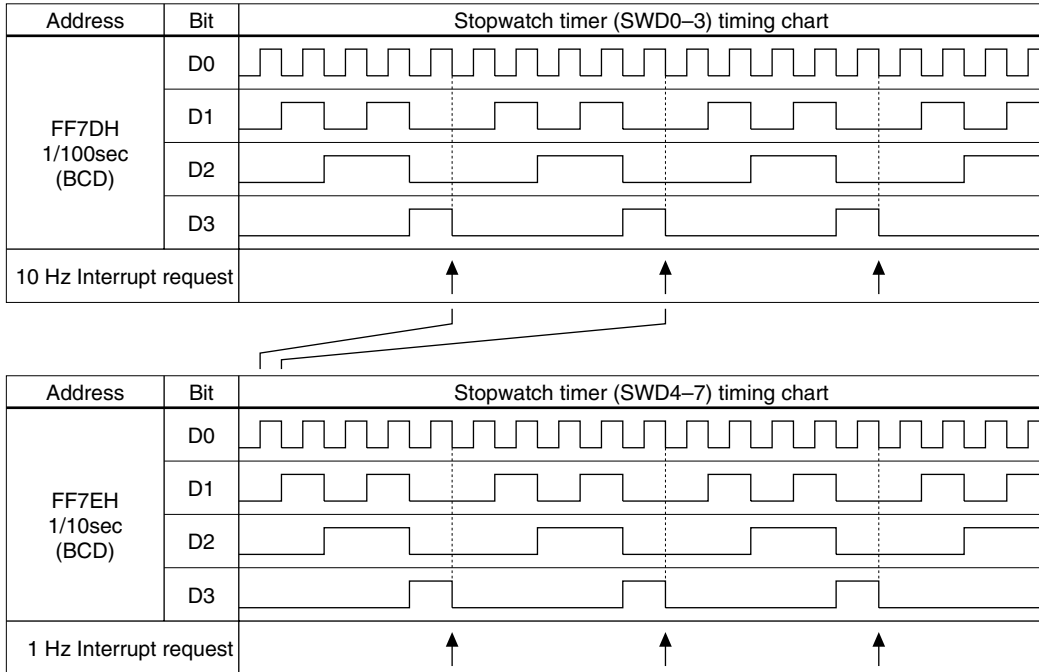 Address Bit Stopwatch timer (SWD0–3) timing chart
FF7DH
1/100sec
(BCD)
D0
D1
D2
D3
10 Hz Interrupt request
Address Bit Stopwatch timer (SWD4–7) timing chart
FF7EH
1/10sec
(BCD)
D0
D1
D2
D3
1 Hz Interrupt request